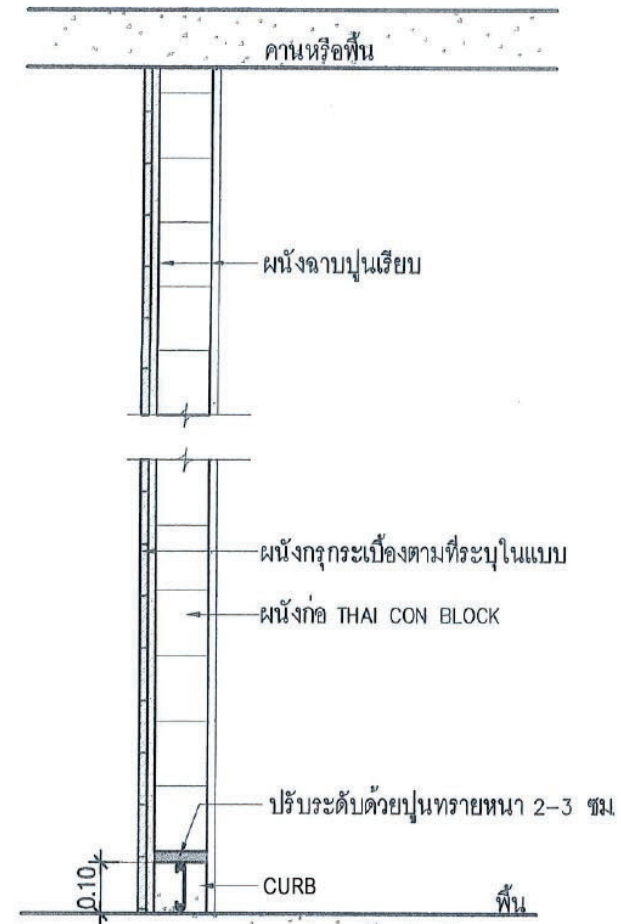 คานหรือพื้น
ผนังฉาบปูนเรียบ
ผนังกรุกระเบื้องตามที่ระบุในแบบ
ผนังก่อ THAI CON BLOCK
ปรับระดับด้วยปูนทรายหนา 2-3 ซม.
0.10
CURB
พื้น